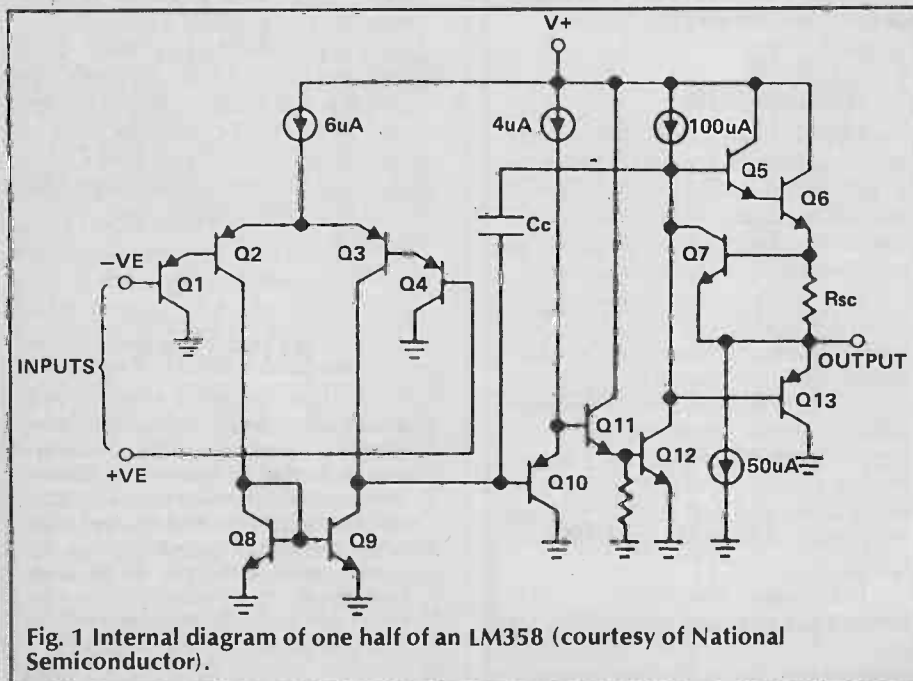 V+
6uA
4uA
100uA
Q5
Q6
Cc
Q2
Q3
Q7
–VE
Q1
Q4
Rsc
INPUTS
OUTPUT
Q11
Q13
+VE
Q10
Q12
50uA
Q8
Q9
Fig. 1 Internal diagram of one half of an LM358 (courtesy of National
Semiconductor).